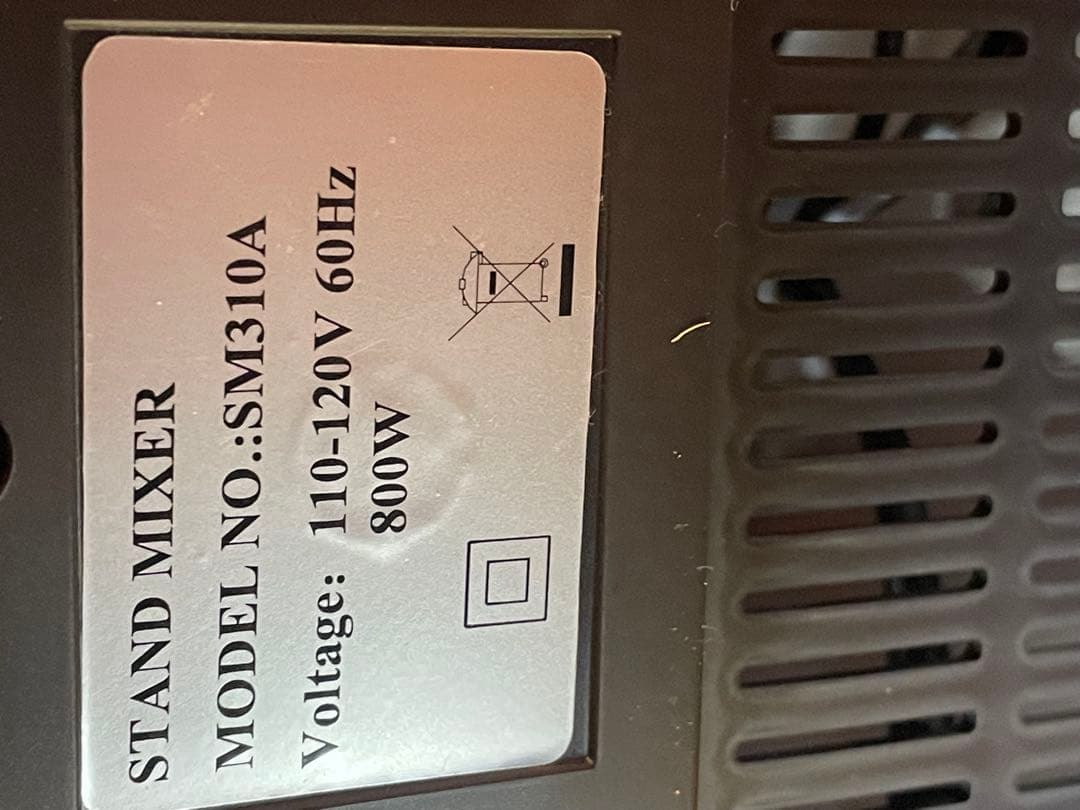 STAND MIXER
MODEL NO.:SM310A
Voltage: 110-120V 60Hz
800W